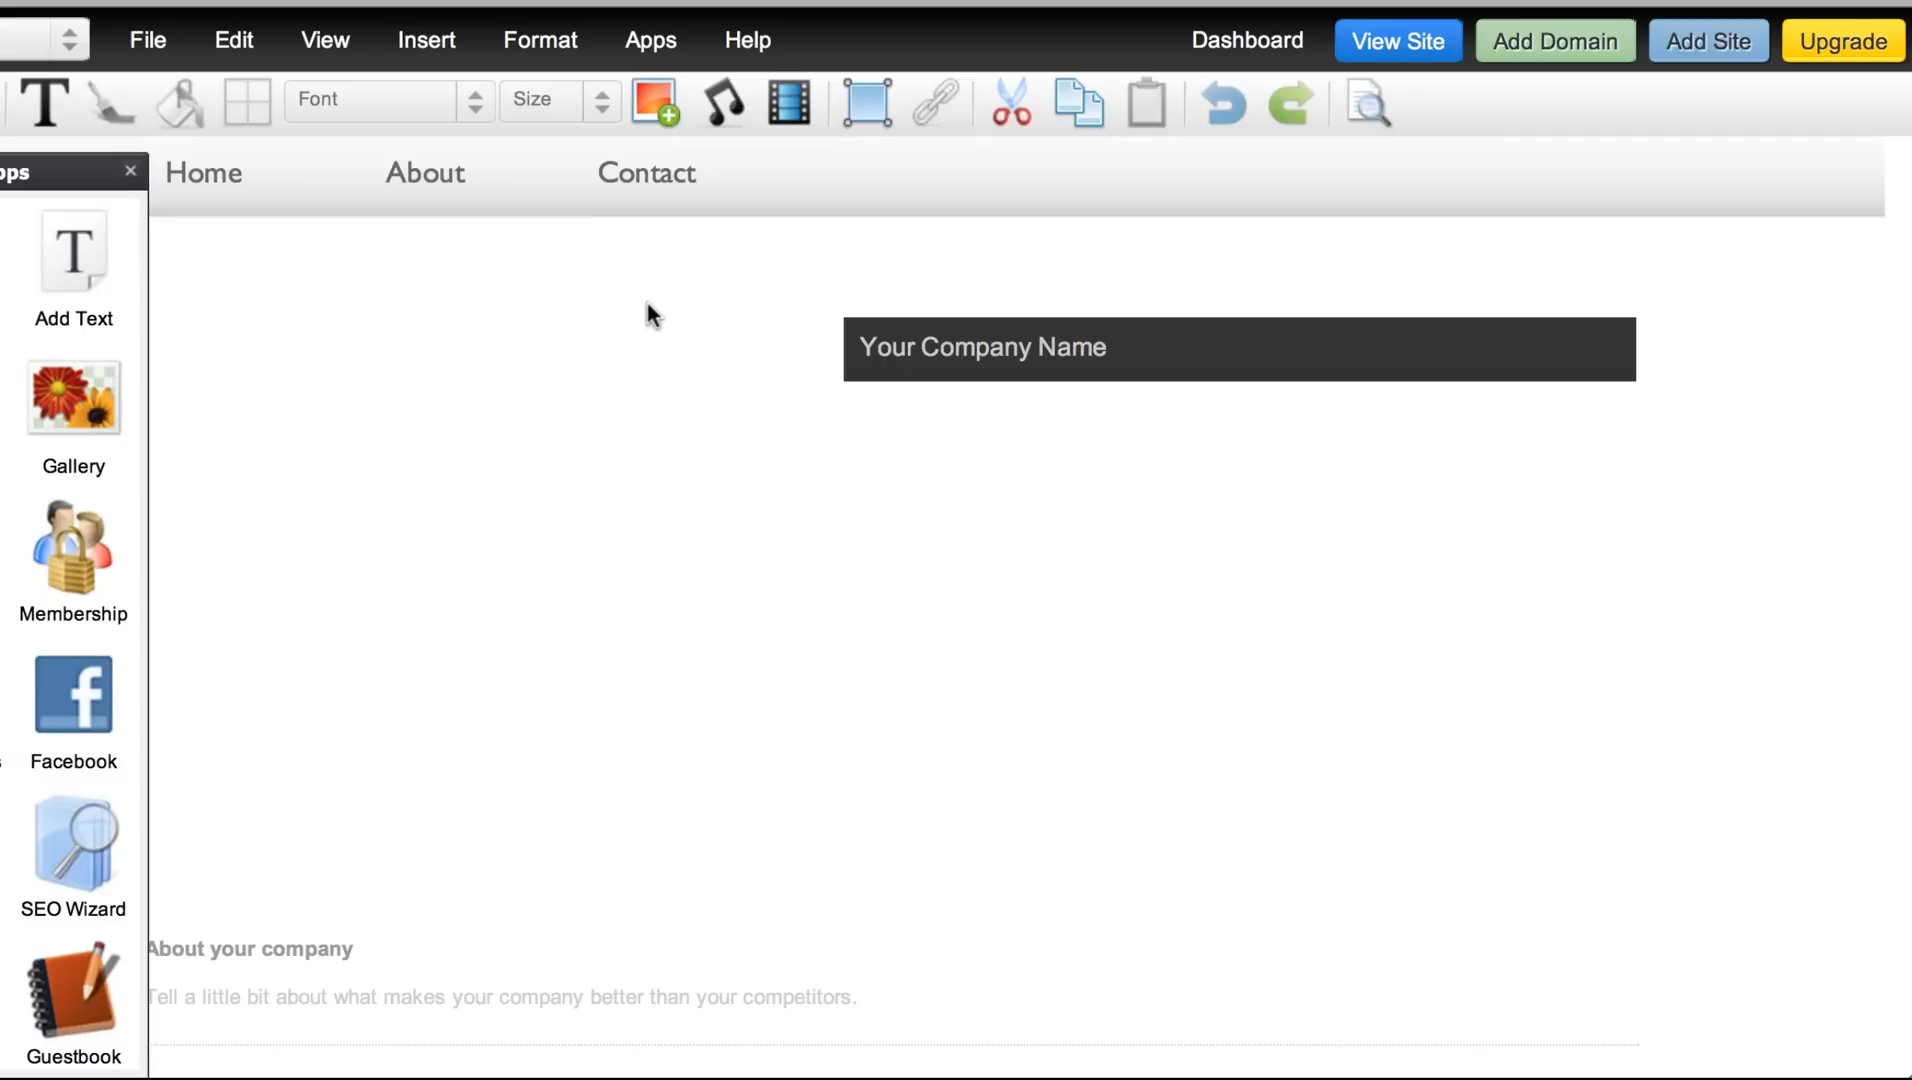 File Edit View Insert Format Apps Help Dashboard View Site Add Domain Add Site Upgrade
Font Size
Home About Contact
Add Text
Your Company Name
Gallery
Membership
Facebook
SEO Wizard
About your company
Tell a little bit about what makes your company better than your competitors.
Guestbook